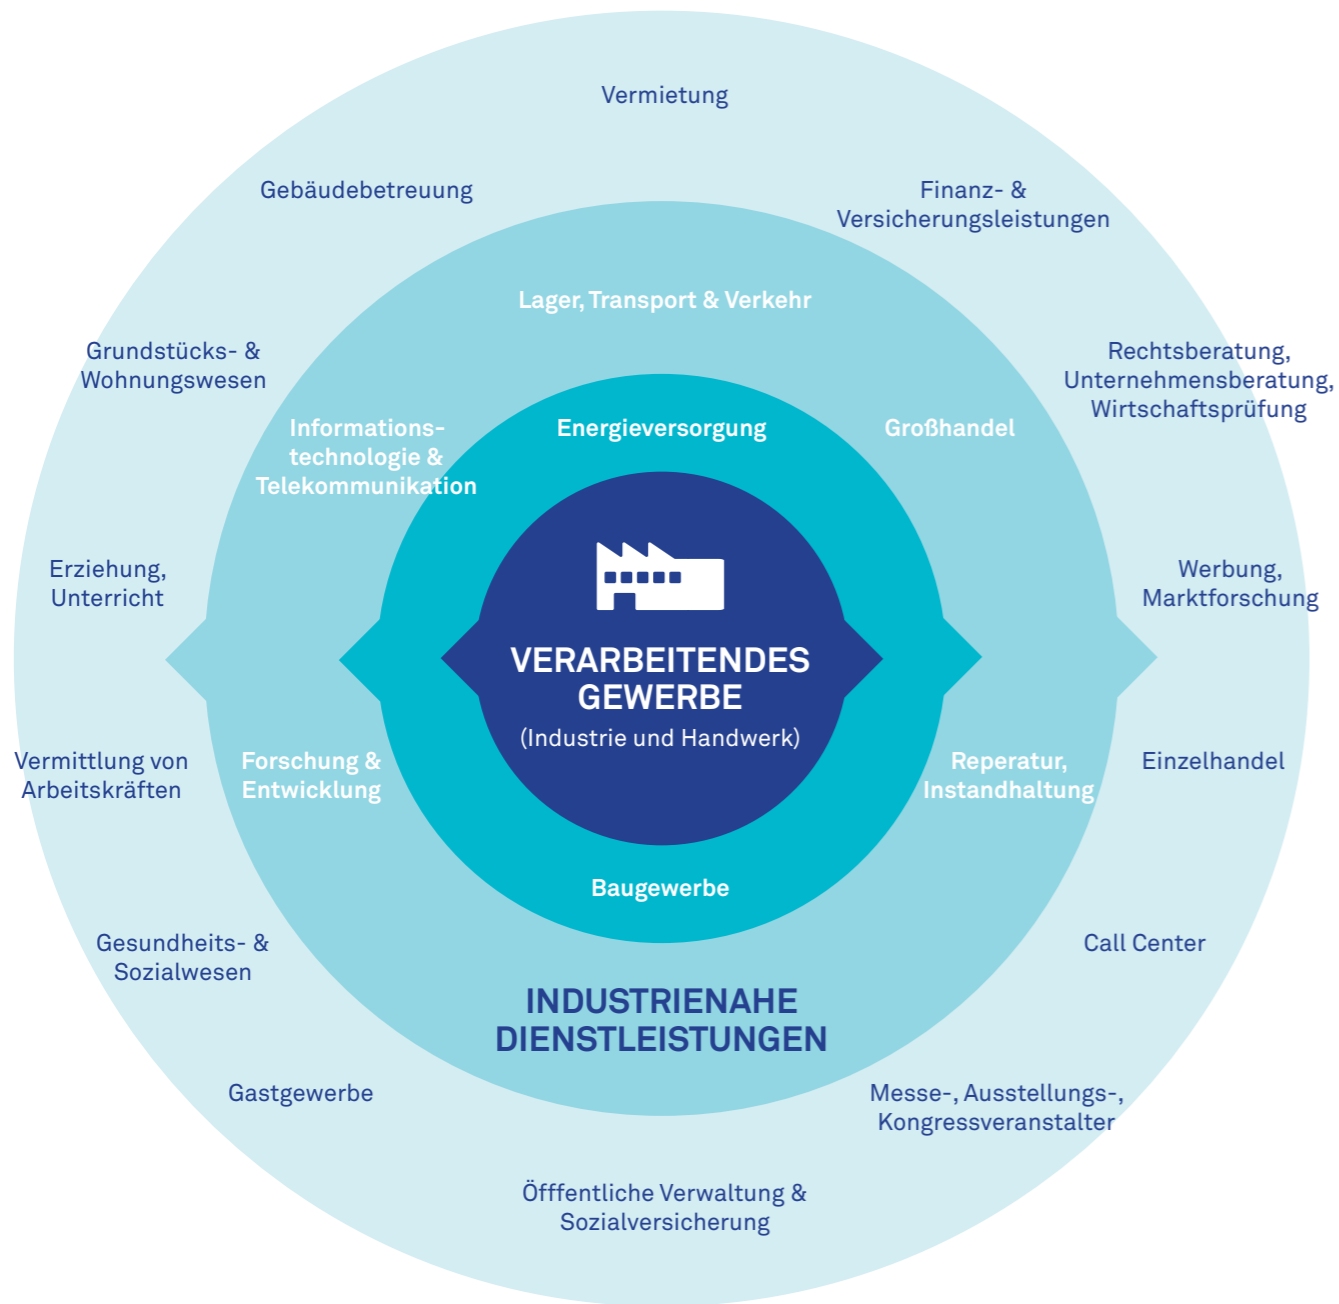 Vermietung
Gebäudebetreuung
Finanz- &
Versicherungsleistungen
Lager, Transport & Verkehr
Grundstücks- &
Wohnungswesen
Rechtsberatung,
Unternehmensberatung,
Wirtschaftsprüfung
Informations-
technologie &
Telekommunikation
Energieversorgung
Großhandel
Erziehung,
Unterricht
Werbung,
Marktforschung
VERARBEITENDES
GEWERBE
(Industrie und Handwerk)
Vermittlung von
Arbeitskräften
Forschung &
Entwicklung
Reperatur,
Instandhaltung
Einzelhandel
Baugewerbe
Gesundheits- &
Sozialwesen
Call Center
INDUSTRIENAHE
DIENSTLEISTUNGEN
Gastgewerbe
Messe-, Ausstellungs-,
Kongressveranstalter
Öfffentliche Verwaltung &
Sozialversicherung